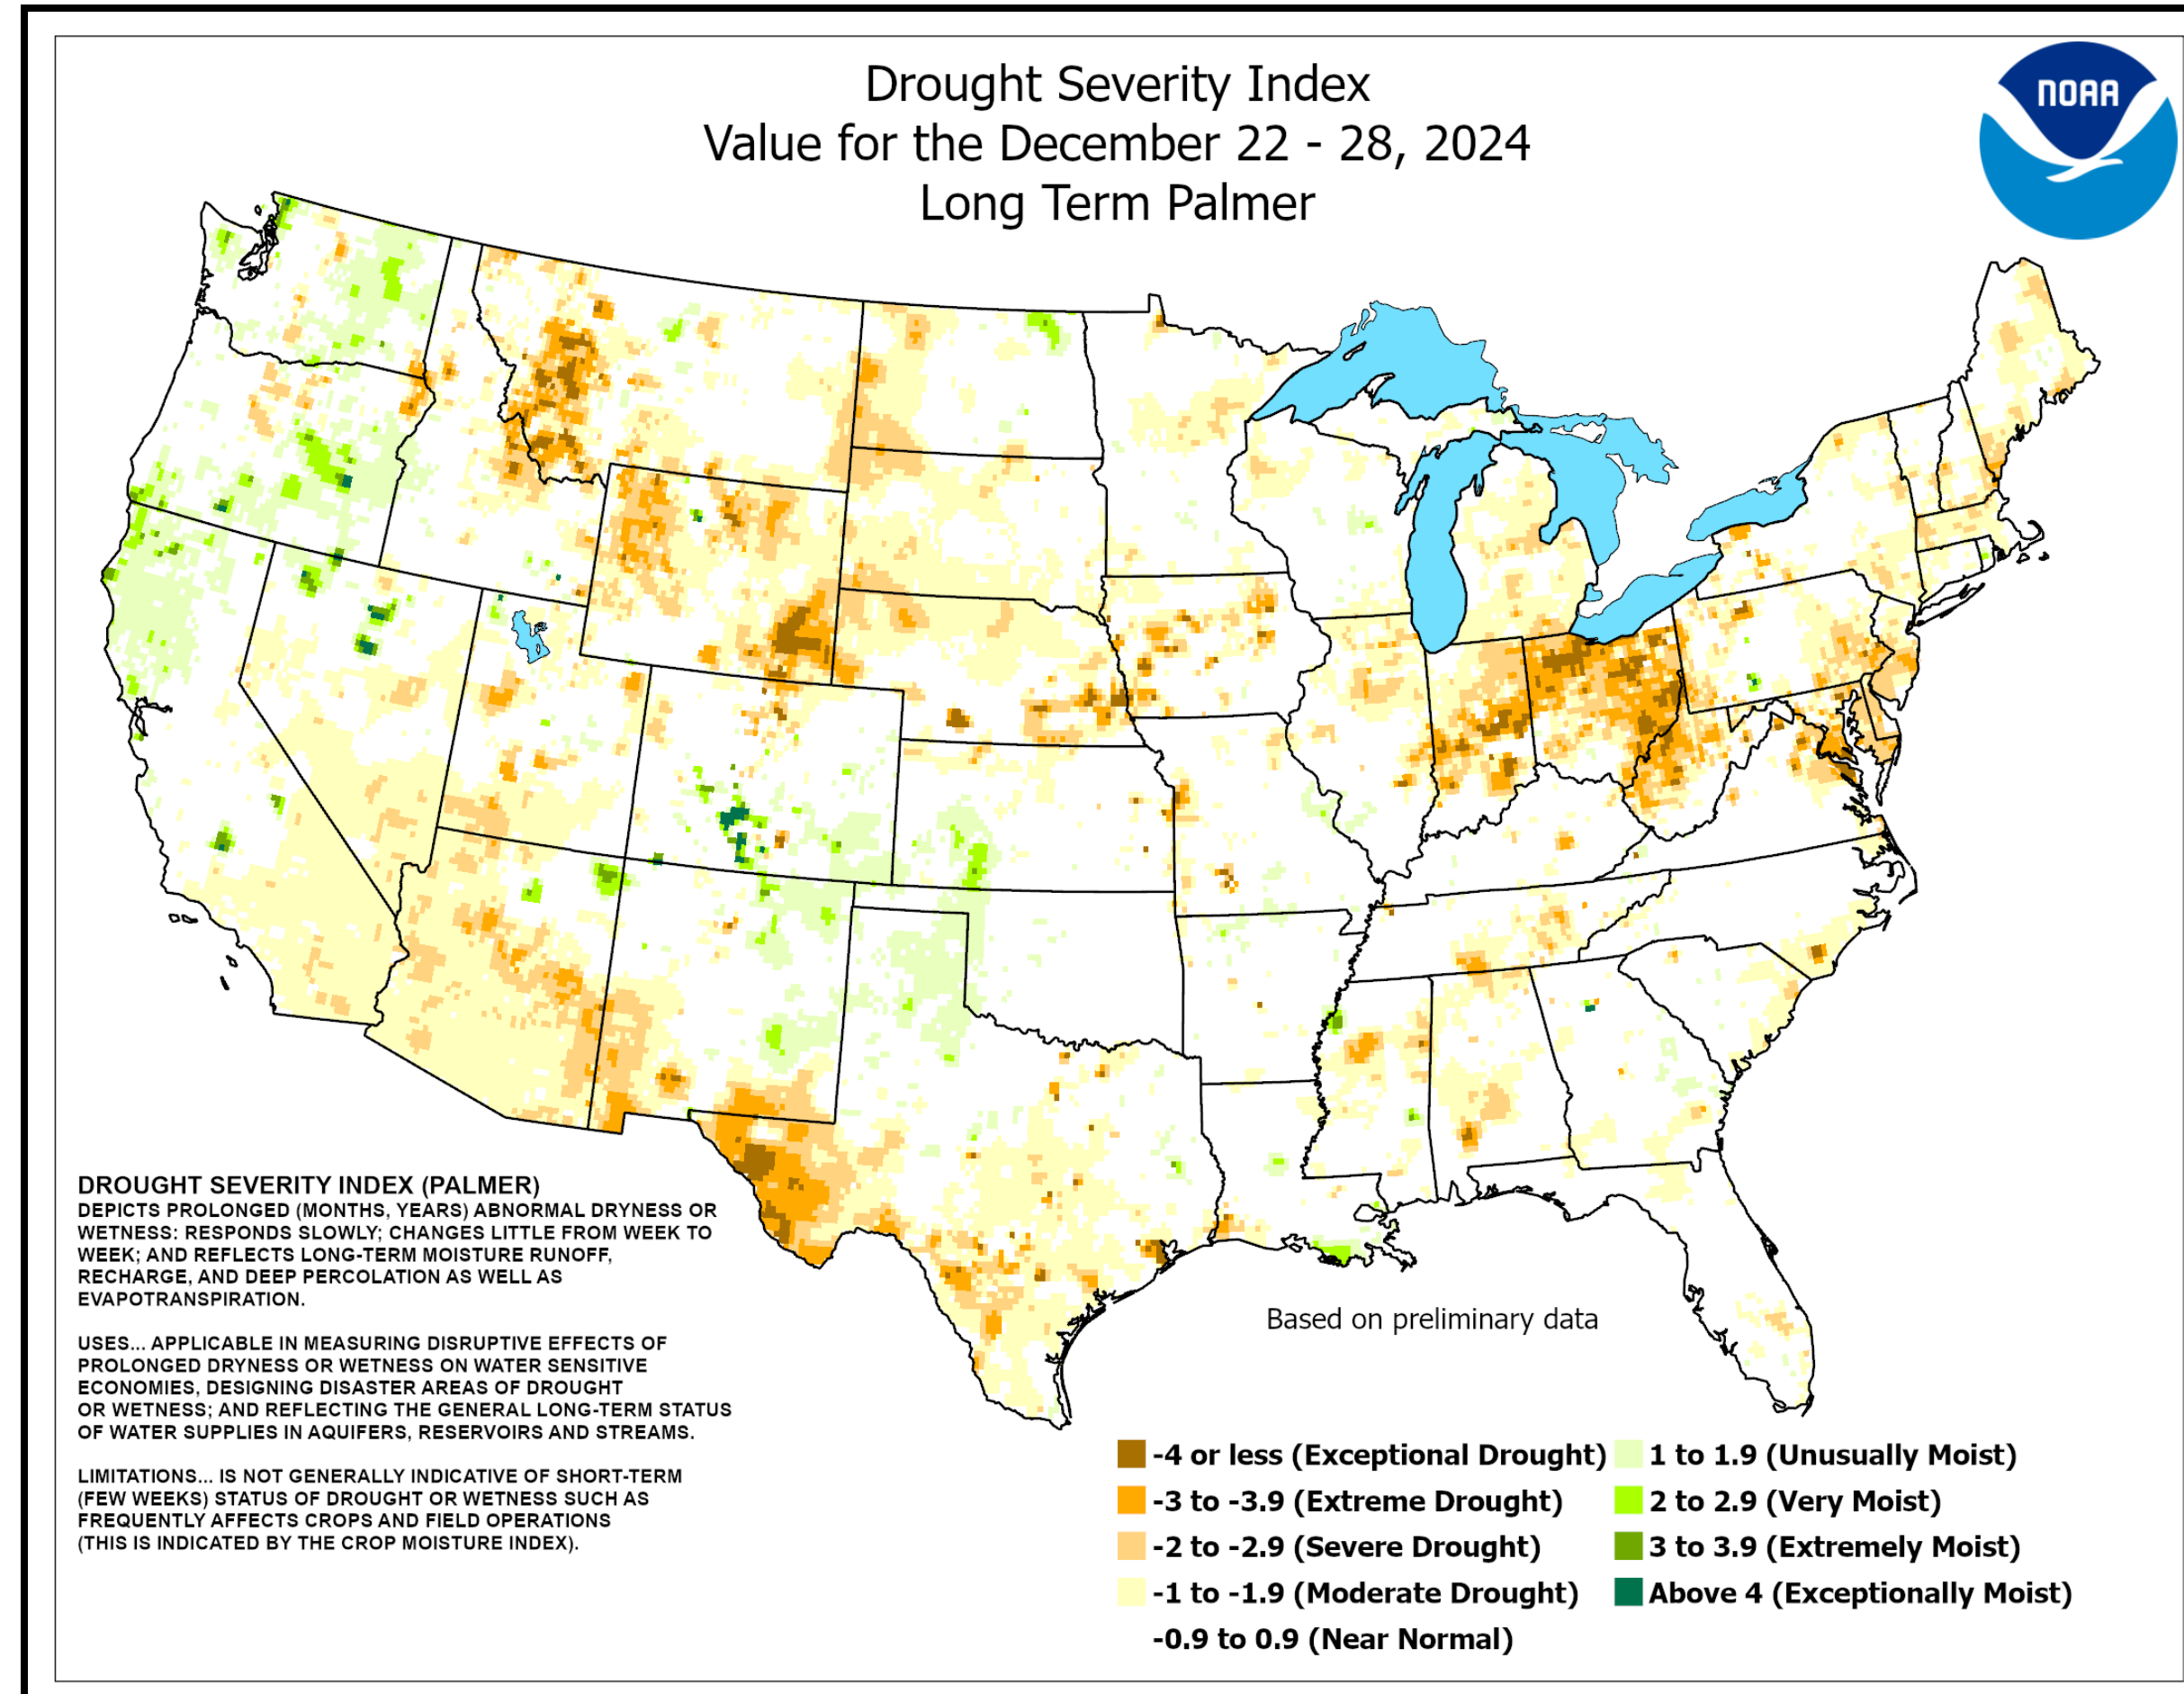 Drought Severity Index
Value for the December 22 - 28, 2024
Long Term Palmer
NOAA
DROUGHT SEVERITY INDEX (PALMER)
DEPICTS PROLONGED (MONTHS, YEARS) ABNORMAL DRYNESS OR
WETNESS: RESPONDS SLOWLY; CHANGES LITTLE FROM WEEK TO
WEEK; AND REFLECTS LONG-TERM MOISTURE RUNOFF,
RECHARGE, AND DEEP PERCOLATION AS WELL AS
EVAPOTRANSPIRATION.
USES... APPLICABLE IN MEASURING DISRUPTIVE EFFECTS OF
PROLONGED DRYNESS OR WETNESS ON WATER SENSITIVE
ECONOMIES, DESIGNING DISASTER AREAS OF DROUGHT
OR WETNESS; AND REFLECTING THE GENERAL LONG-TERM STATUS
OF WATER SUPPLIES IN AQUIFERS, RESERVOIRS AND STREAMS.
LIMITATIONS... IS NOT GENERALLY INDICATIVE OF SHORT-TERM
(FEW WEEKS) STATUS OF DROUGHT OR WETNESS SUCH AS
FREQUENTLY AFFECTS CROPS AND FIELD OPERATIONS
(THIS IS INDICATED BY THE CROP MOISTURE INDEX).
Based on preliminary data
-4 or less (Exceptional Drought)
-3 to -3.9 (Extreme Drought)
-2 to -2.9 (Severe Drought)
-1 to -1.9 (Moderate Drought)
-0.9 to 0.9 (Near Normal)
1 to 1.9 (Unusually Moist)
2 to 2.9 (Very Moist)
3 to 3.9 (Extremely Moist)
Above 4 (Exceptionally Moist)